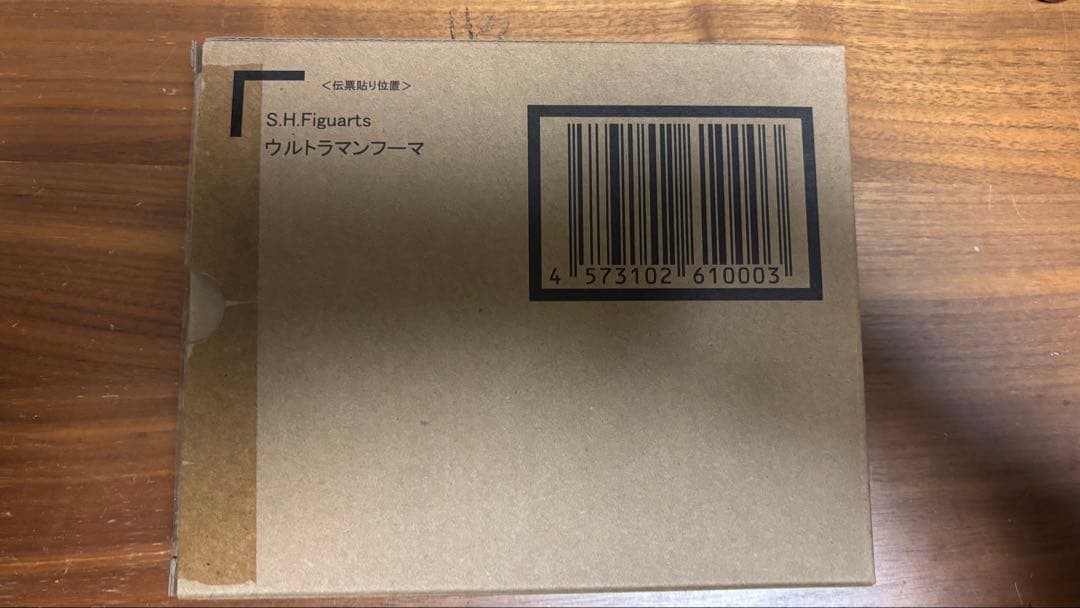 ＜伝票貼り位置＞
S.H.Figuarts
ウルトラマンフーマ
4 573102 610003